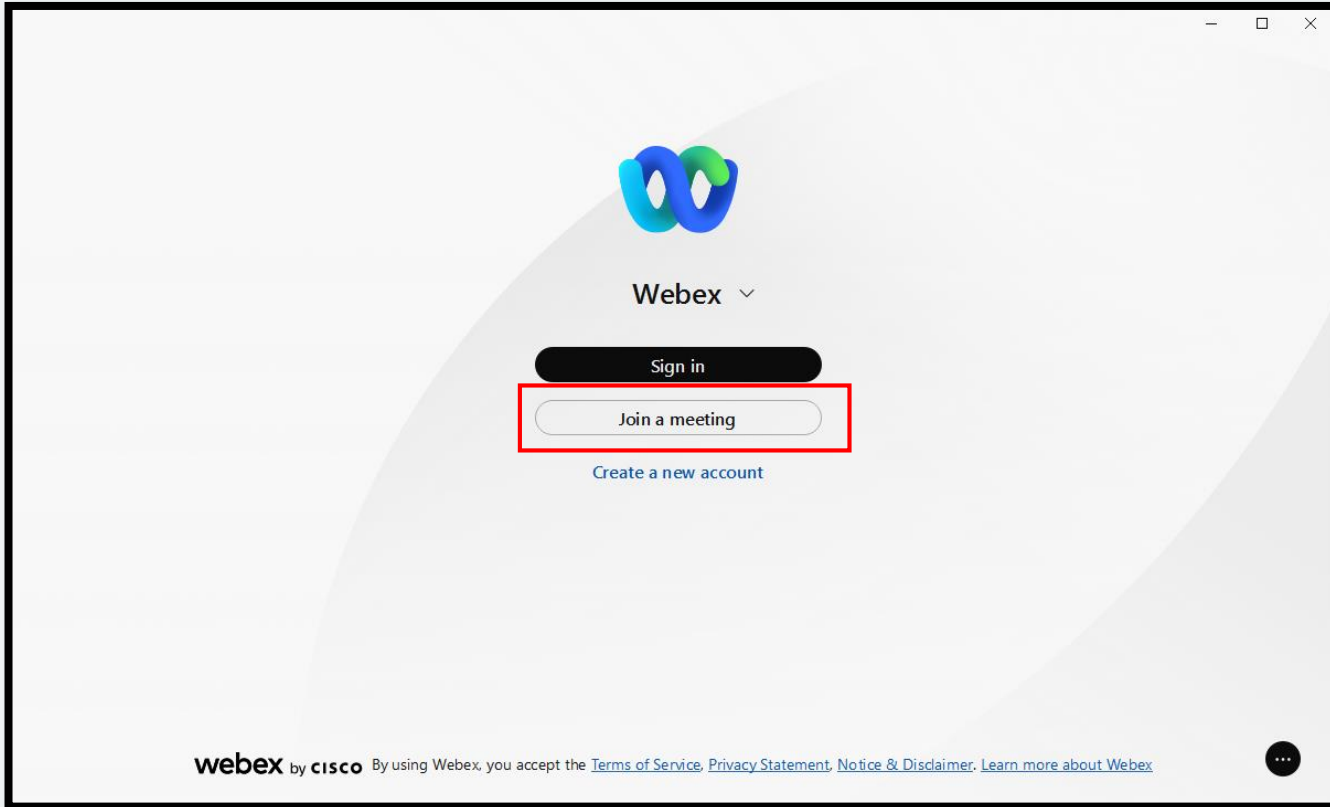 Webex
Sign in
Join a meeting
Create a new account
webex by CISCO By using Webex, you accept the Terms of Service, Privacy Statement, Notice & Disclaimer. Learn more about Webex